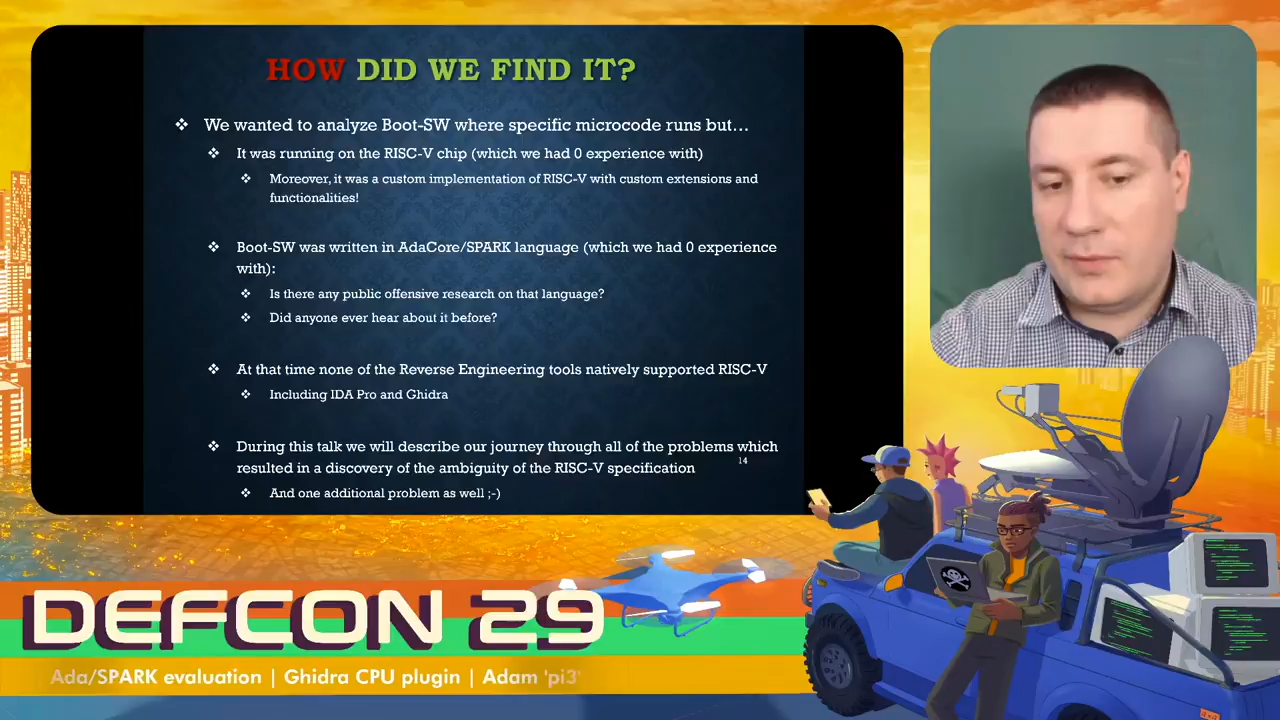 HOW DID WE FIND IT?
❖ We wanted to analyze Boot-SW where specific microcode runs but…
❖ It was running on the RISC-V chip (which we had 0 experience with)
❖ Moreover, it was a custom implementation of RISC-V with custom extensions and
functionalities!
❖ Boot-SW was written in AdaCore/SPARK language (which we had 0 experience
with):
❖ Is there any public offensive research on that language?
❖ Did anyone ever hear about it before?
❖ At that time none of the Reverse Engineering tools natively supported RISC-V
❖ Including IDA Pro and Ghidra
❖ During this talk we will describe our journey through all of the problems which
resulted in a discovery of the ambiguity of the RISC-V specification
14
❖ And one additional problem as well ;-)
DEFCON 29
Ada/SPARK evaluation | Ghidra CPU plugin | Adam 'pi3'